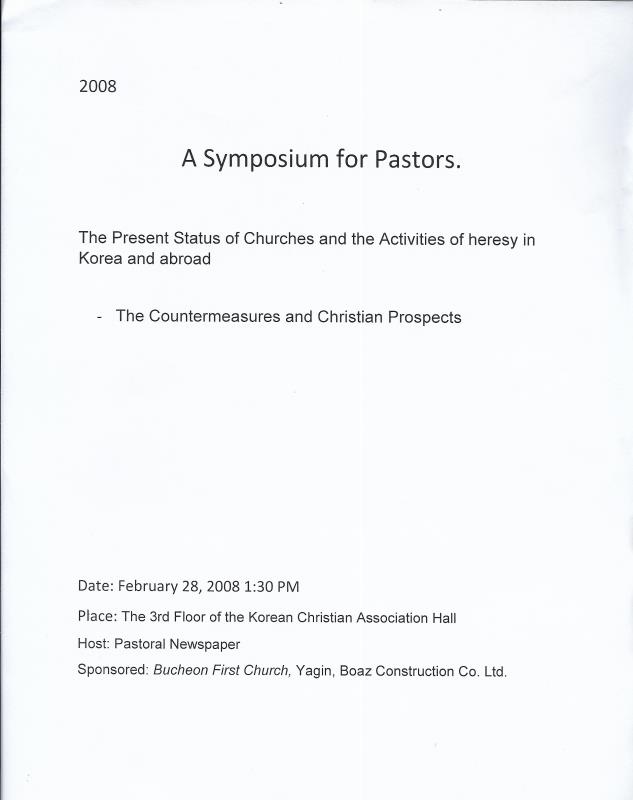 2008
A Symposium for Pastors.
The Present Status of Churches and the Activities of heresy in
Korea and abroad
- The Countermeasures and Christian Prospects
Date: February 28, 2008 1:30 PM
Place: The 3rd Floor of the Korean Christian Association Hall
Host: Pastoral Newspaper
Sponsored: Bucheon First Church, Yagin, Boaz Construction Co. Ltd.